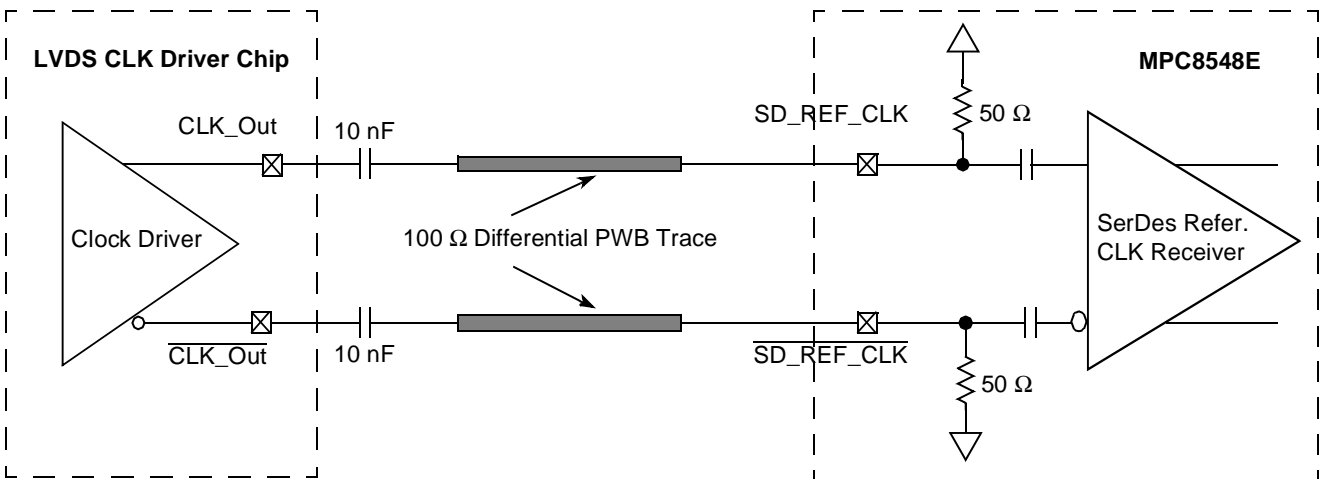 LVDS CLK Driver Chip
MPC8548E
CLK_Out
10 nF
SD_REF_CLK
50 Ω
Clock Driver
100 Ω Differential PWB Trace
SerDes Refer.
CLK Receiver
CLK_Out
10 nF
SD_REF_CLK
50 Ω